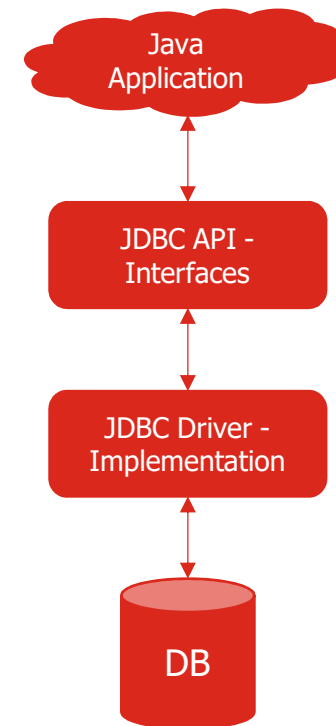 Java
Application
JDBC API -
Interfaces
JDBC Driver -
Implementation
DB